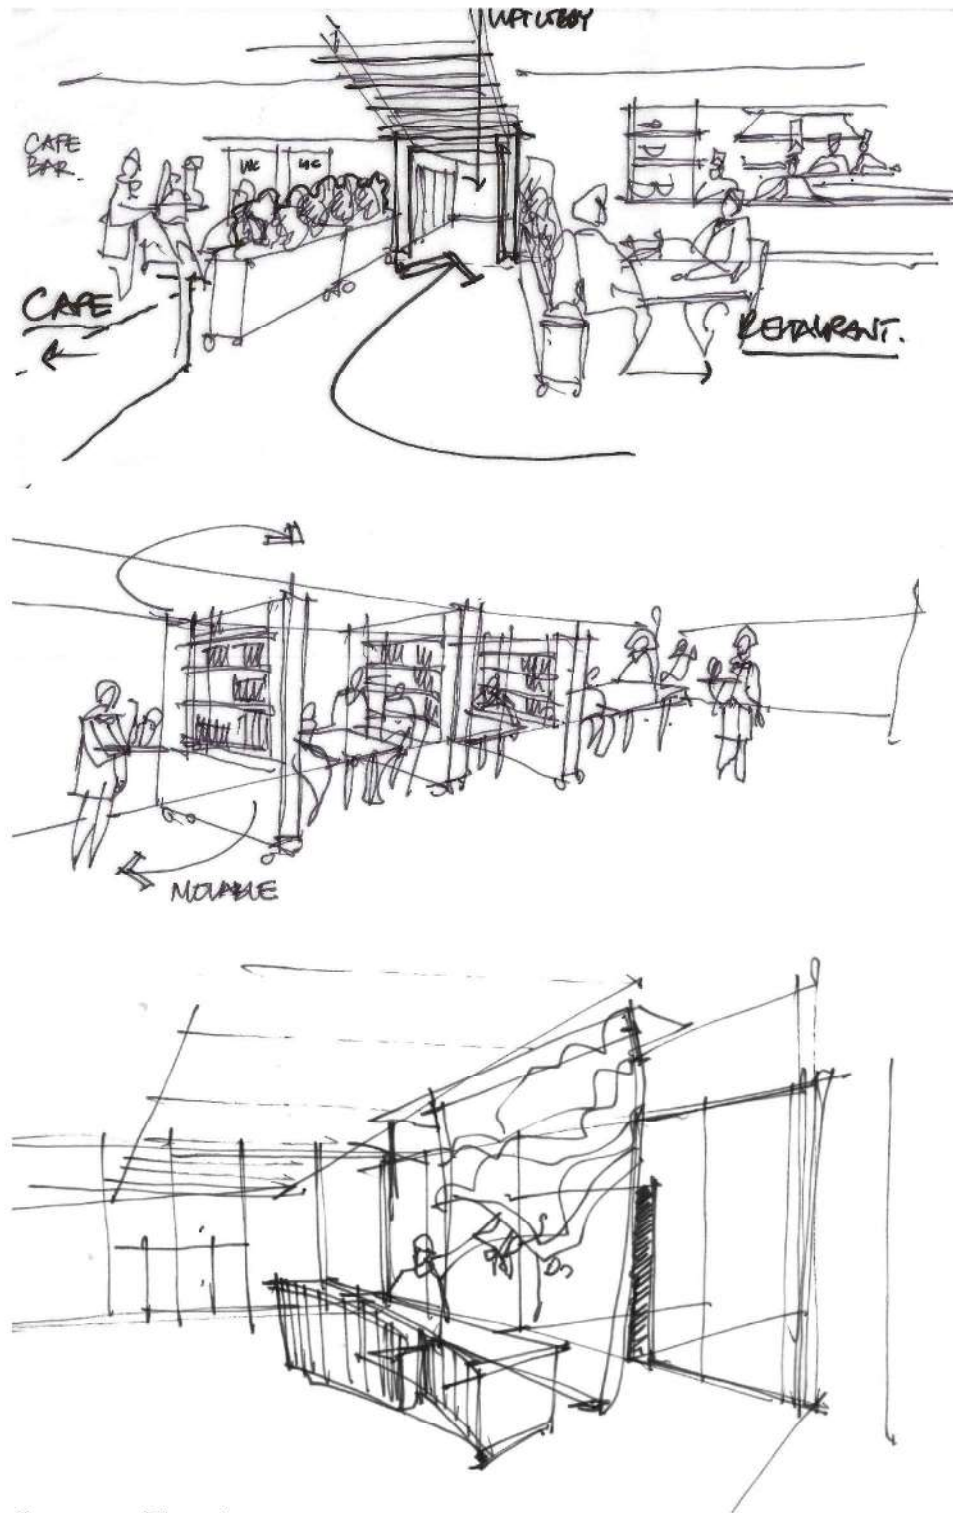 LIFT LOBBY
CAFE
BAR.
WC WC
CAFE
RESTAURANT.
MOVABLE